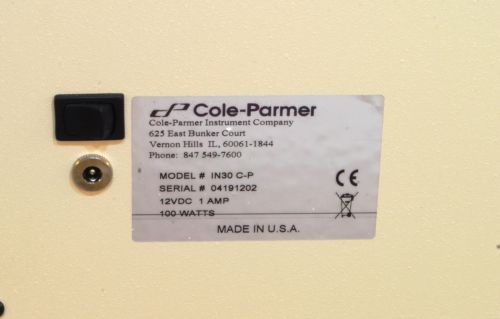 Cole-Parmer
Cole-Parmer Instrument Company
625 East Bunker Court
Vernon Hills IL, 60061-1844
Phone: 847 549-7600
MODEL # IN30 C-P
SERIAL # 04191202
12VDC 1 AMP
100 WATTS
CE
MADE IN U.S.A.